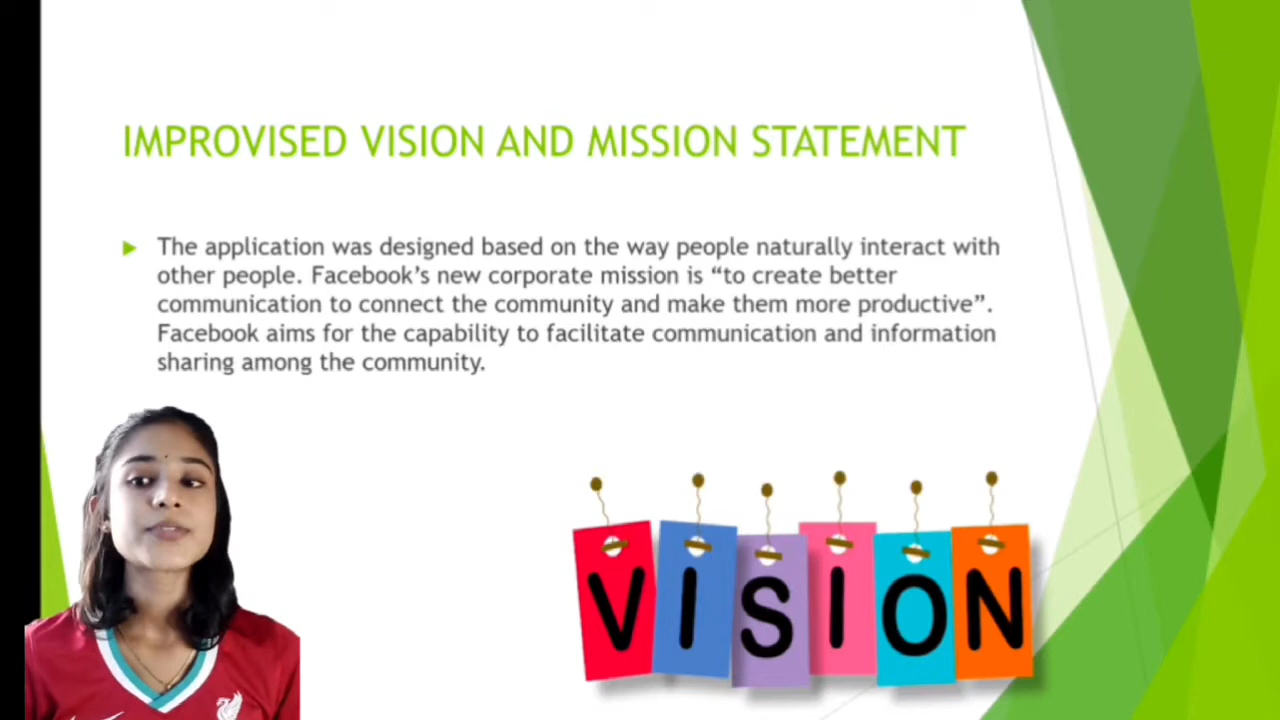 IMPROVISED VISION AND MISSION STATEMENT
The application was designed based on the way people naturally interact with
other people. Facebook's new corporate mission is “to create better
communication to connect the community and make them more productive”.
Facebook aims for the capability to facilitate communication and information
sharing among the community.
VISION